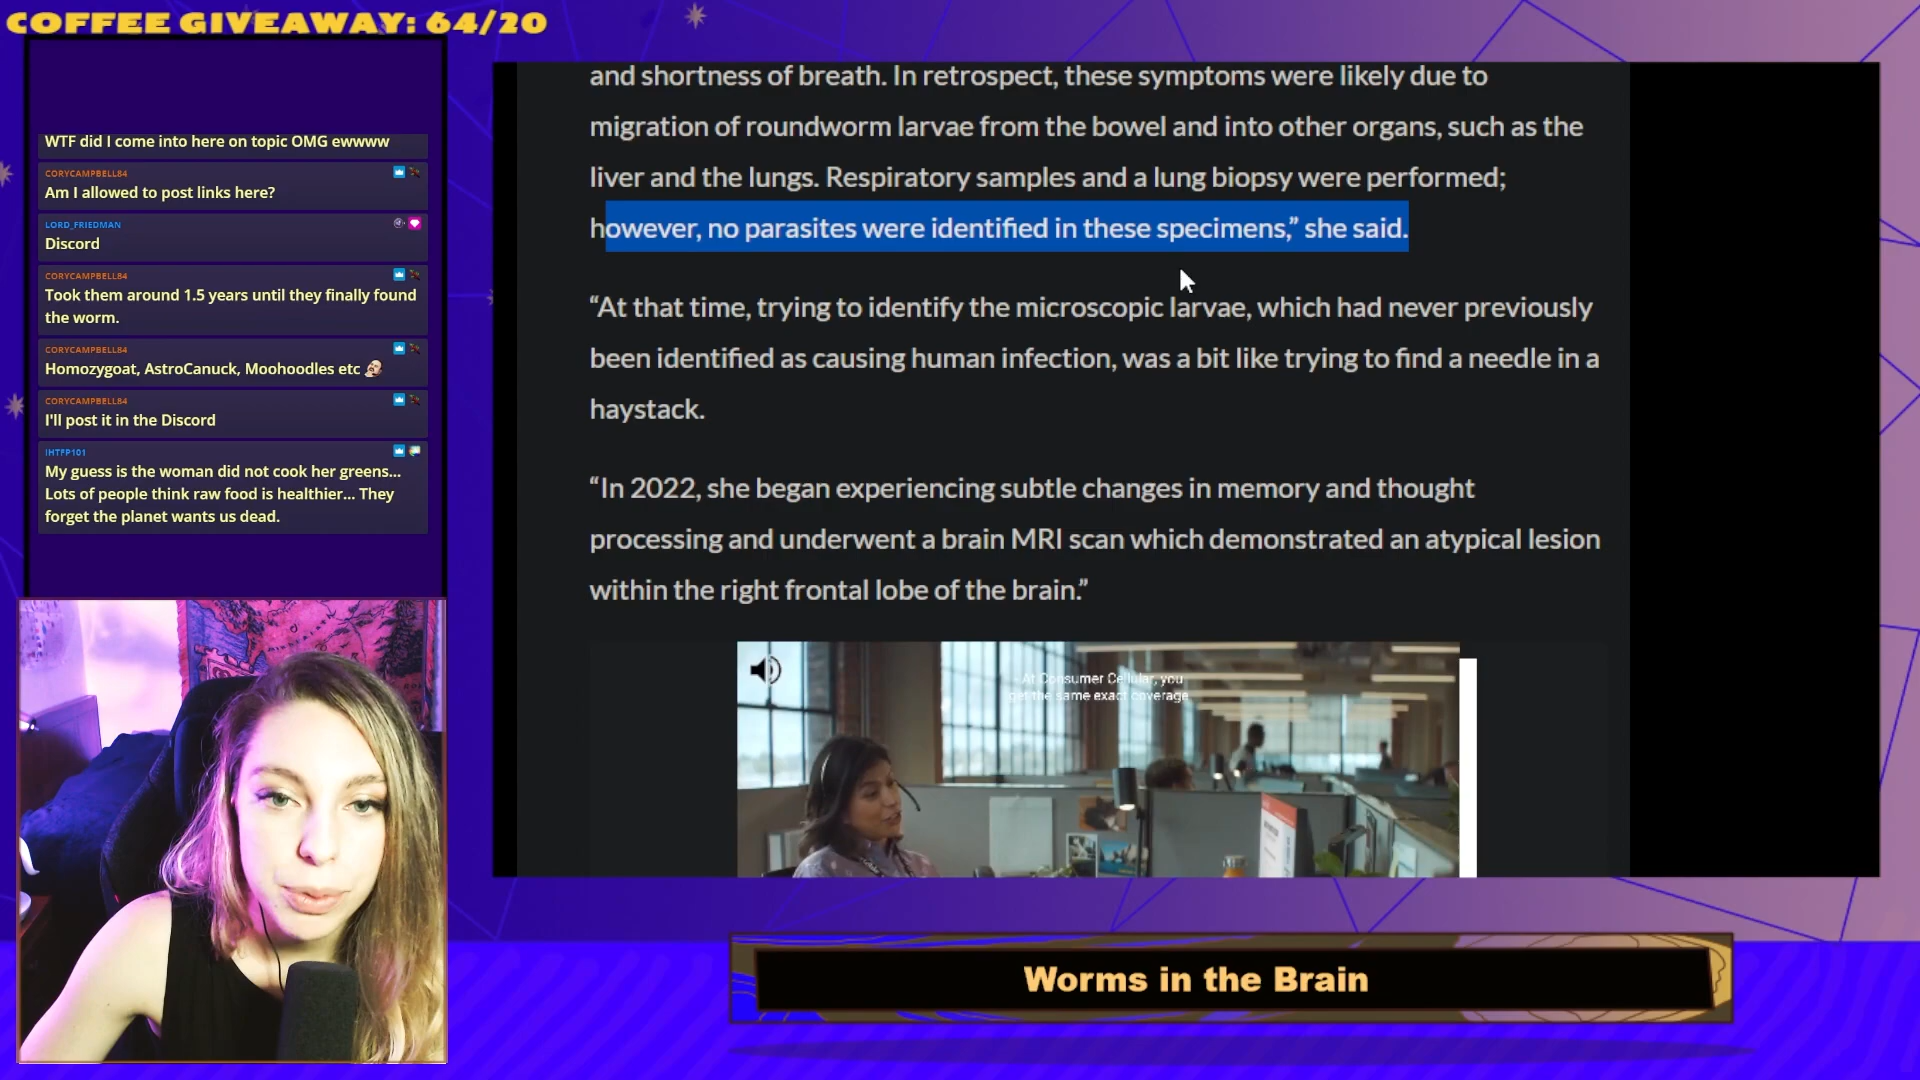 COFFEE GIVEAWAY: 64/20
WTF did I come into here on topic OMG ewwww
CORYCAMPBELL84
Am I allowed to post links here?
LORD_FRIEDMAN
Discord
CORYCAMPBELL84
Took them around 1.5 years until they finally found
the worm.
CORYCAMPBELL84
Homozygoat, AstroCanuck, Moohoodles etc
CORYCAMPBELL84
I'll post it in the Discord
IHTFP101
My guess is the woman did not cook her greens...
Lots of people think raw food is healthier... They
forget the planet wants us dead.
and shortness of breath. In retrospect, these symptoms were likely due to
migration of roundworm larvae from the bowel and into other organs, such as the
liver and the lungs. Respiratory samples and a lung biopsy were performed;
however, no parasites were identified in these specimens,” she said.
“At that time, trying to identify the microscopic larvae, which had never previously
been identified as causing human infection, was a bit like trying to find a needle in a
haystack.
“In 2022, she began experiencing subtle changes in memory and thought
processing and underwent a brain MRI scan which demonstrated an atypical lesion
within the right frontal lobe of the brain.”
- At Consumer Cellular, you
get the same exact coverage
Worms in the Brain